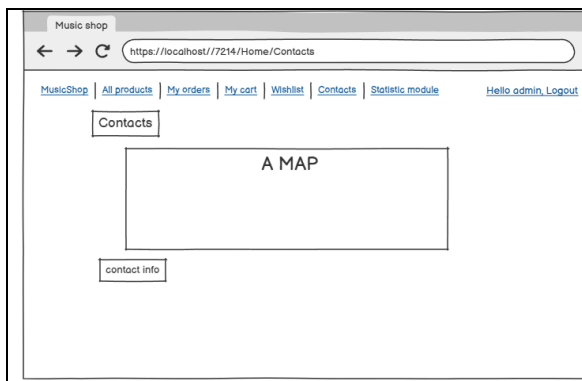 Music shop
https://localhost//7214/Home/Contacts
MusicShop All products My orders My cart Wishlist Contacts Statistic module Hello admin, Logout
Contacts
A MAP
contact info